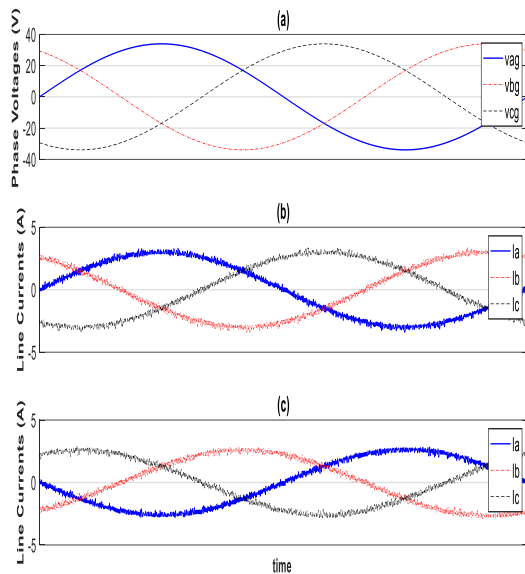 (a)
Phase Voltages (V)
40
20
0
-20
-40
vag
vbg
vcg
(b)
Line Currents (A)
5
0
-5
Ia
Ib
Ic
(c)
Line Currents (A)
5
0
-5
Ia
Ib
Ic
time